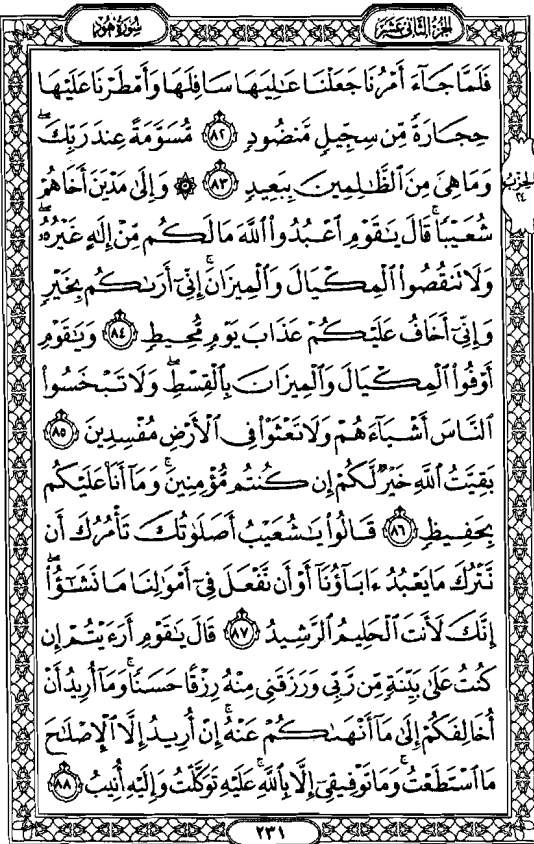 الجزء الثاني عشر
سورة هود
فَلَمَّا جَآءَ أَمْرُنَا جَعَلْنَا عَٰلِيَهَا سَافِلَهَا وَأَمْطَرْنَا عَلَيْهَا
حِجَارَةً مِّن سِجِّيلٍ مَّنضُودٍ ٨٢ مُّسَوَّمَةً عِندَ رَبِّكَۖ
وَمَا هِىَ مِنَ ٱلظَّٰلِمِينَ بِبَعِيدٍ ٨٣ ۞ وَإِلَىٰ مَدْيَنَ أَخَاهُمْ
الحزب ٢٤
شُعَيْبًاۚ قَالَ يَٰقَوْمِ ٱعْبُدُوا۟ ٱللَّهَ مَا لَكُم مِّنْ إِلَٰهٍ غَيْرُهُۥۖ
وَلَا تَنقُصُوا۟ ٱلْمِكْيَالَ وَٱلْمِيزَانَۚ إِنِّىٓ أَرَىٰكُم بِخَيْرٍ
وَإِنِّىٓ أَخَافُ عَلَيْكُمْ عَذَابَ يَوْمٍ مُّحِيطٍ ٨٤ وَيَٰقَوْمِ
أَوْفُوا۟ ٱلْمِكْيَالَ وَٱلْمِيزَانَ بِٱلْقِسْطِۖ وَلَا تَبْخَسُوا۟
ٱلنَّاسَ أَشْيَآءَهُمْ وَلَا تَعْثَوْا۟ فِى ٱلْأَرْضِ مُفْسِدِينَ ٨٥
بَقِيَّتُ ٱللَّهِ خَيْرٌ لَّكُمْ إِن كُنتُم مُّؤْمِنِينَۚ وَمَآ أَنَا۠ عَلَيْكُم
بِحَفِيظٍ ٨٦ قَالُوا۟ يَٰشُعَيْبُ أَصَلَوٰتُكَ تَأْمُرُكَ أَن
نَّتْرُكَ مَا يَعْبُدُ ءَابَآؤُنَآ أَوْ أَن نَّفْعَلَ فِىٓ أَمْوَٰلِنَا مَا نَشَٰٓؤُا۟ۖ
إِنَّكَ لَأَنتَ ٱلْحَلِيمُ ٱلرَّشِيدُ ٨٧ قَالَ يَٰقَوْمِ أَرَءَيْتُمْ إِن
كُنتُ عَلَىٰ بَيِّنَةٍ مِّن رَّبِّى وَرَزَقَنِى مِنْهُ رِزْقًا حَسَنًاۚ وَمَآ أُرِيدُ أَنْ
أُخَالِفَكُمْ إِلَىٰ مَآ أَنْهَىٰكُمْ عَنْهُۚ إِنْ أُرِيدُ إِلَّا ٱلْإِصْلَٰحَ
مَا ٱسْتَطَعْتُۚ وَمَا تَوْفِيقِىٓ إِلَّا بِٱللَّهِۚ عَلَيْهِ تَوَكَّلْتُ وَإِلَيْهِ أُنِيبُ ٨٨
٢٣١